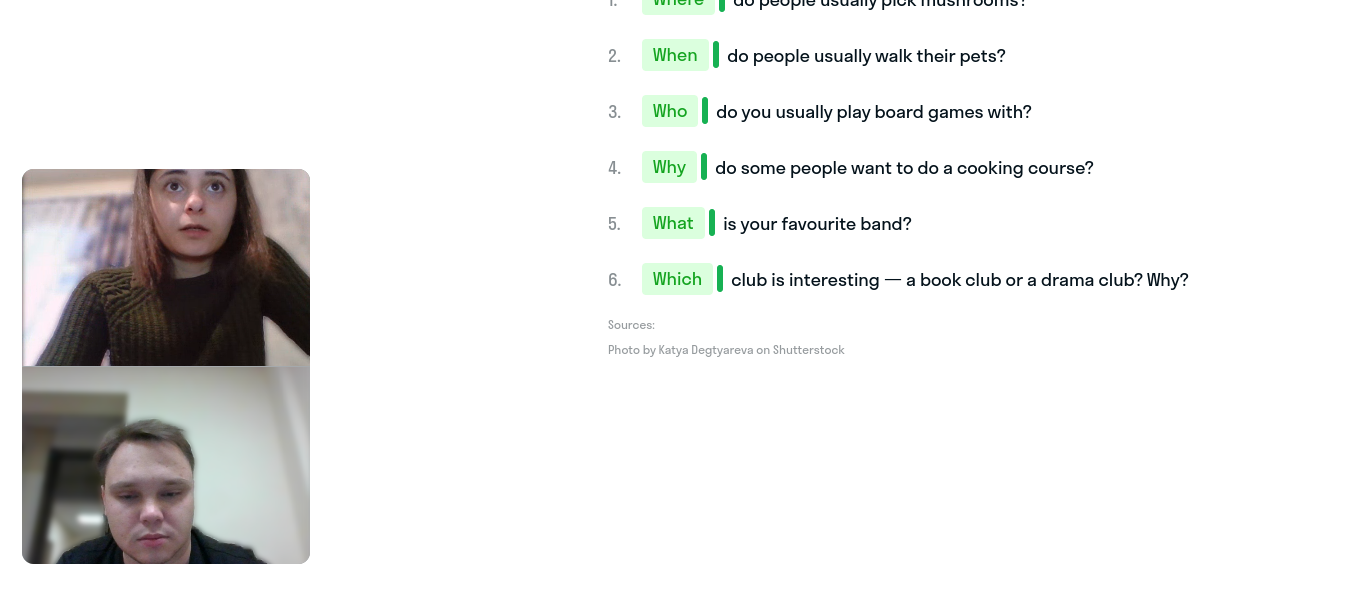 1. Where do people usually pick mushrooms?
2. When do people usually walk their pets?
3. Who do you usually play board games with?
4. Why do some people want to do a cooking course?
5. What is your favourite band?
6. Which club is interesting — a book club or a drama club? Why?
Sources:
Photo by Katya Degtyareva on Shutterstock